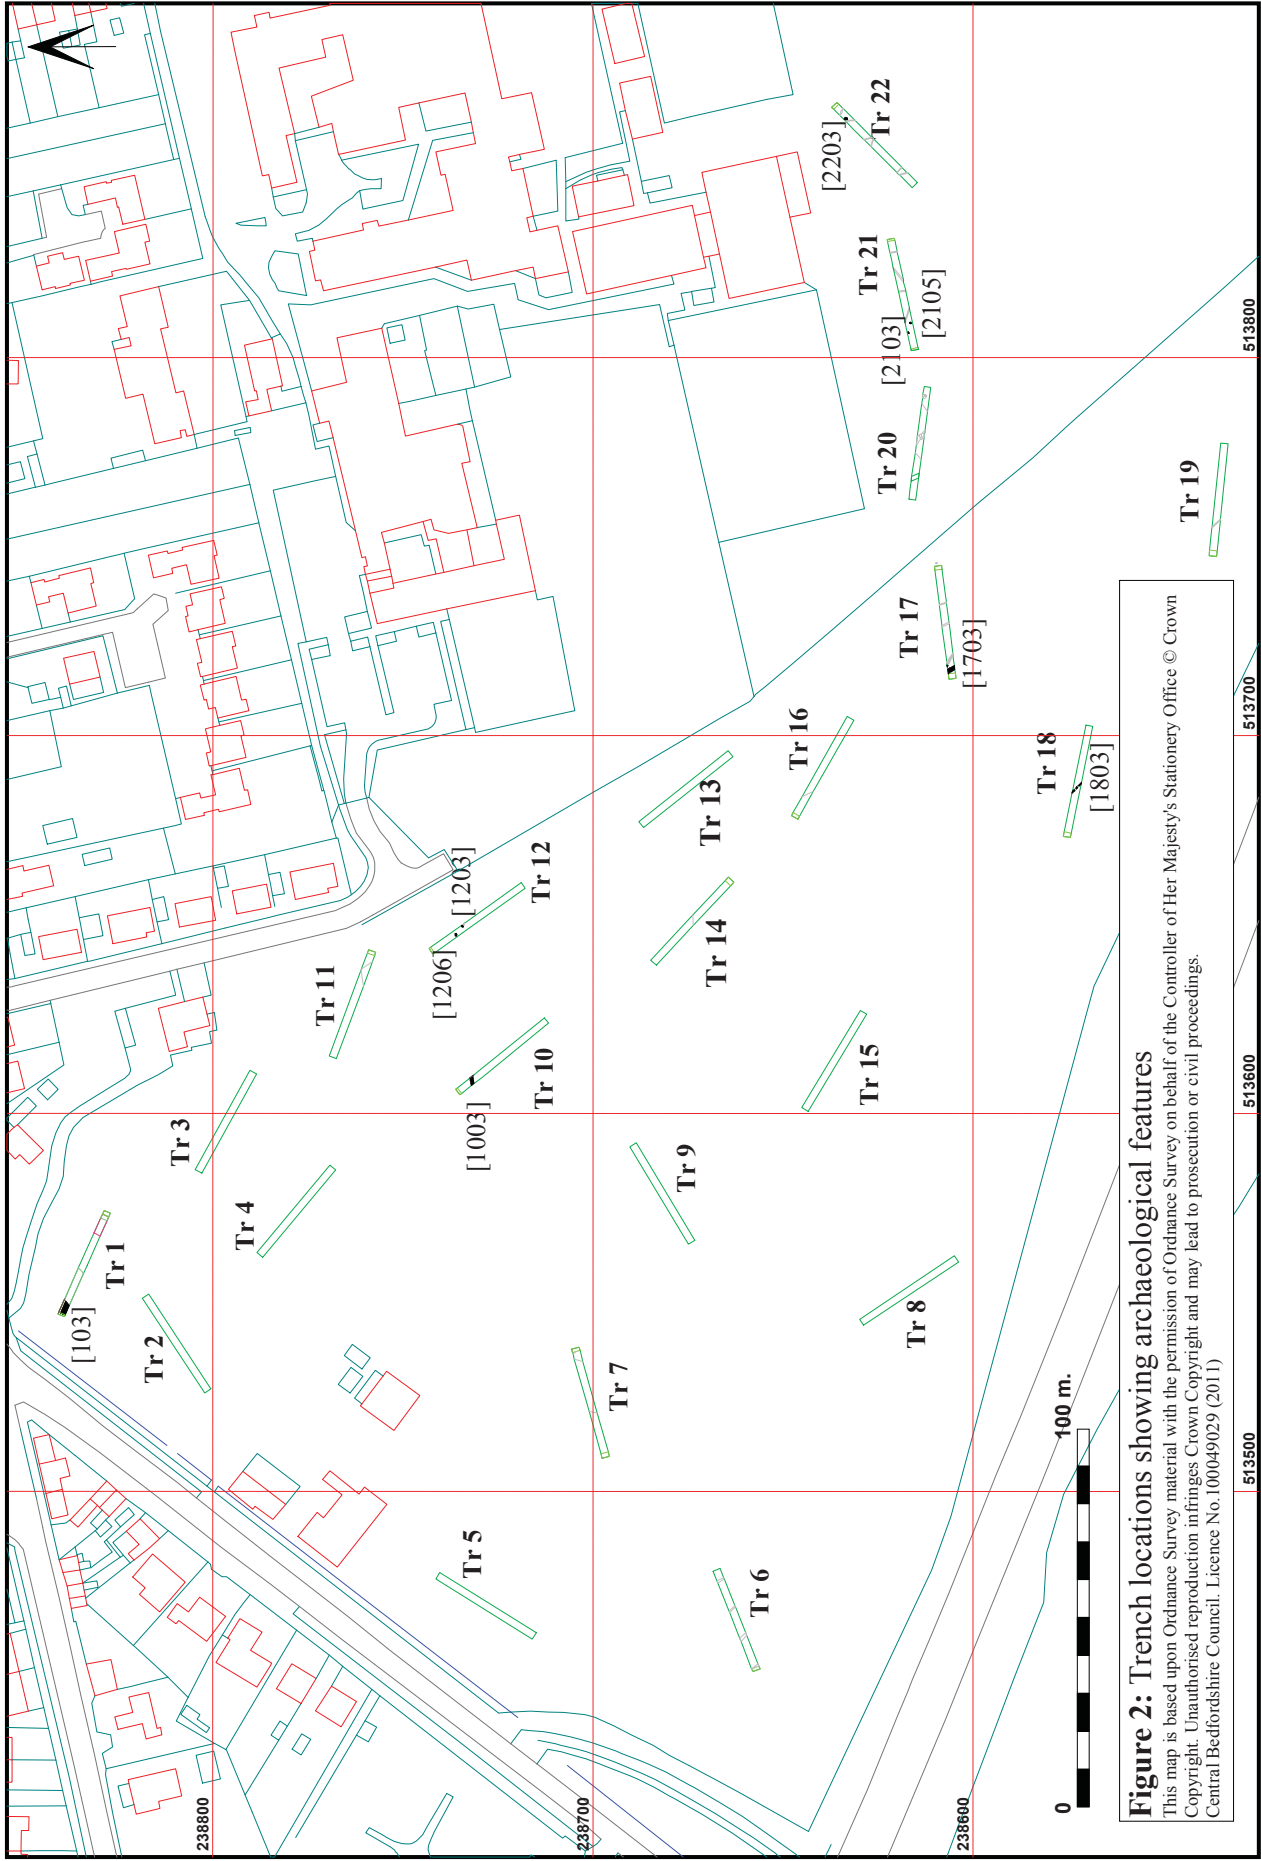 Tr 1
[103]
Tr 2
Tr 3
Tr 4
Tr 5
Tr 6
Tr 7
Tr 8
Tr 9
Tr 10
[1003]
Tr 11
Tr 12
[1203]
[1206]
Tr 13
Tr 14
Tr 15
Tr 16
Tr 17
[1703]
Tr 18
[1803]
Tr 19
Tr 20
Tr 21
[2103]
[2105]
Tr 22
[2203]
238800
238700
238600
513500
513600
513700
513800
0
100 m.
Figure 2: Trench locations showing archaeological features
This map is based upon Ordnance Survey material with the permission of Ordnance Survey on behalf of the Controller of Her Majesty's Stationery Office © Crown
Copyright. Unauthorised reproduction infringes Crown Copyright and may lead to prosecution or civil proceedings.
Central Bedfordshire Council. Licence No.100049029 (2011)